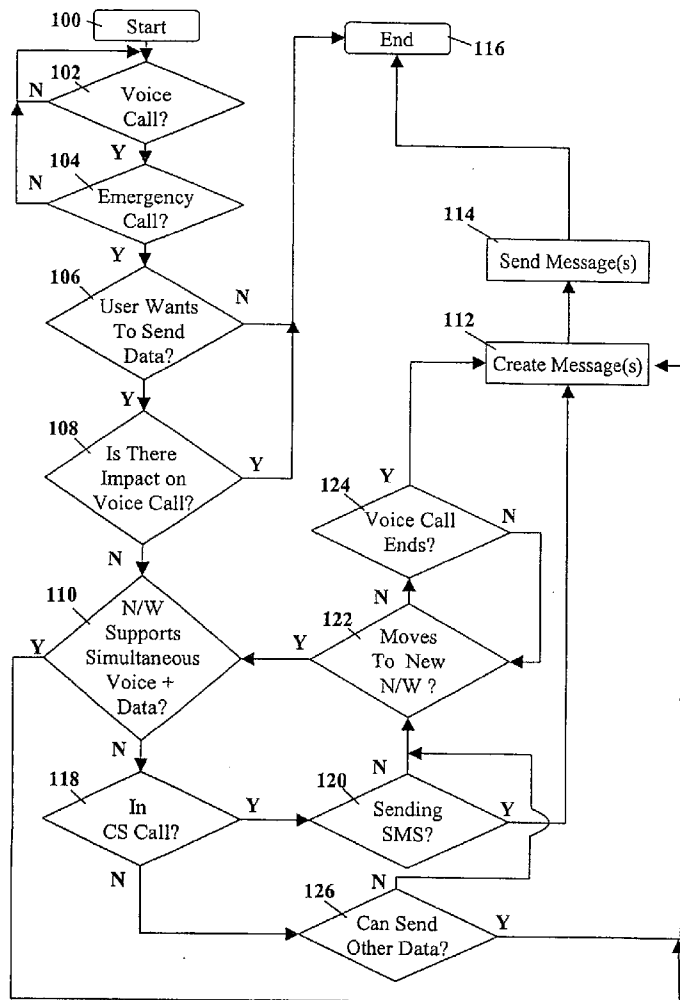 100
Start
End
116
102
N
Voice
Call?
Y
104
N
Emergency
Call?
Y
114
Send Message(s)
106
N
User Wants
To Send
Data?
Y
112
Create Message(s)
108
Is There
Impact on
Voice Call?
Y
N
Y
124
Voice Call
Ends?
N
110
N/W
Supports
Simultaneous
Voice +
Data?
Y
N
N
122
Y
Moves
To New
N/W ?
118
In
CS Call?
Y
N
N
120
Sending
SMS?
Y
N
126
Can Send
Other Data?
Y